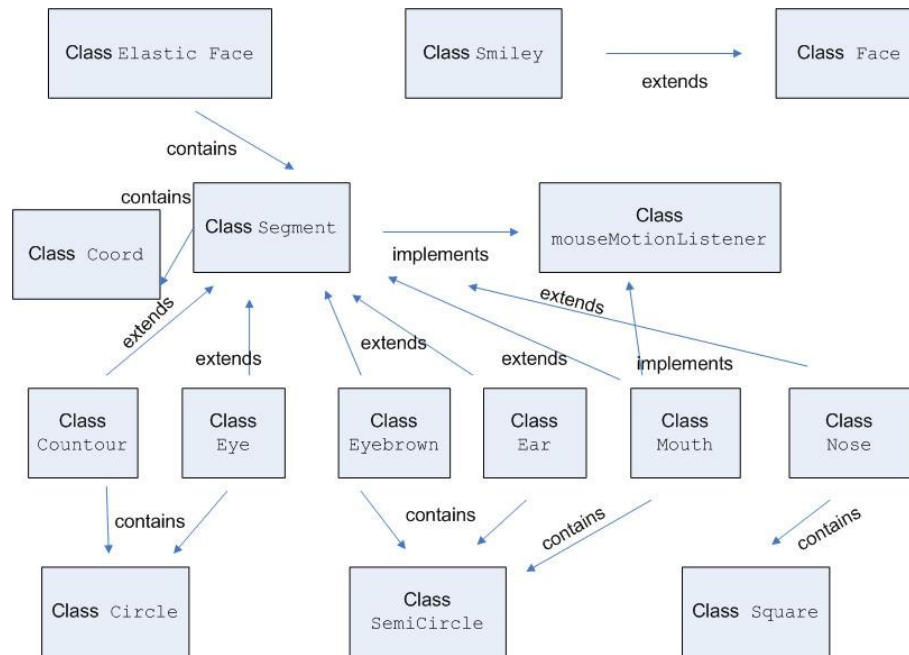 Class Elastic Face
Class Smiley
extends
Class Face
contains
contains
Class Coord
Class Segment
implements
Class
mouseMotionListener
extends
extends
extends
extends
extends
implements
Class
Countour
Class
Eye
Class
Eyebrown
Class
Ear
Class
Mouth
Class
Nose
contains
contains
contains
contains
Class Circle
Class
SemiCircle
Class Square